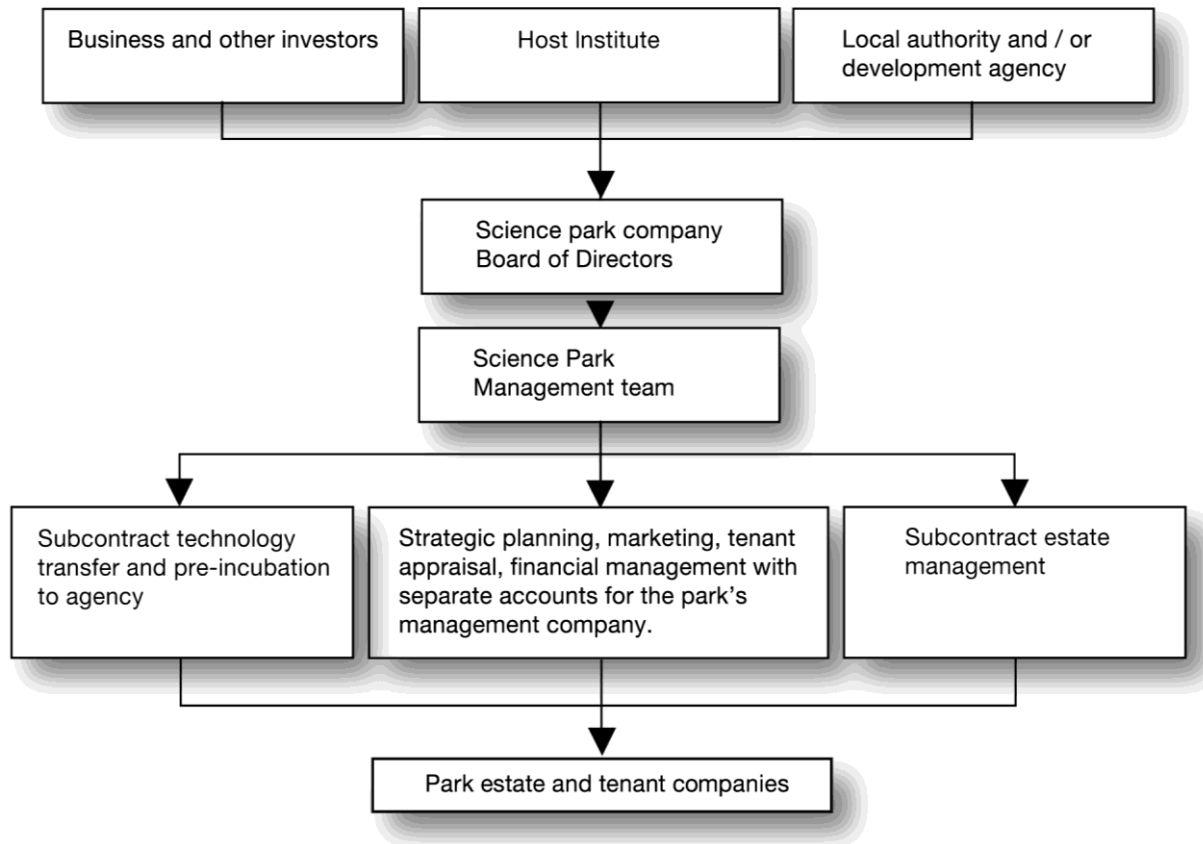 Business and other investors
Host Institute
Local authority and / or
development agency
Science park company
Board of Directors
Science Park
Management team
Subcontract technology
transfer and pre-incubation
to agency
Strategic planning, marketing, tenant
appraisal, financial management with
separate accounts for the park's
management company.
Subcontract estate
management
Park estate and tenant companies